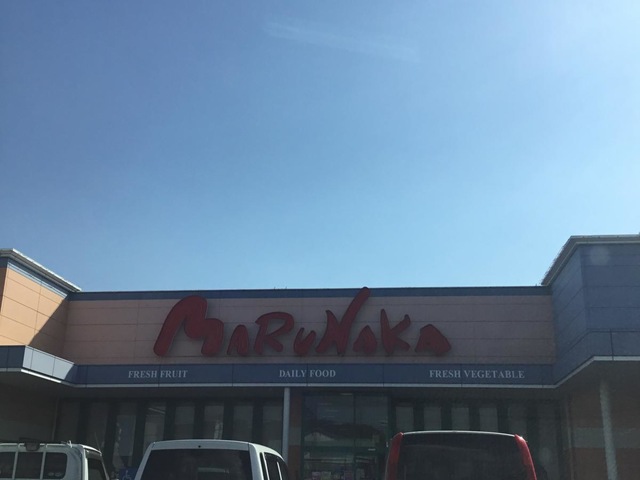 MARUNAKA
FRESH FRUIT
DAILY FOOD
FRESH VEGETABLE